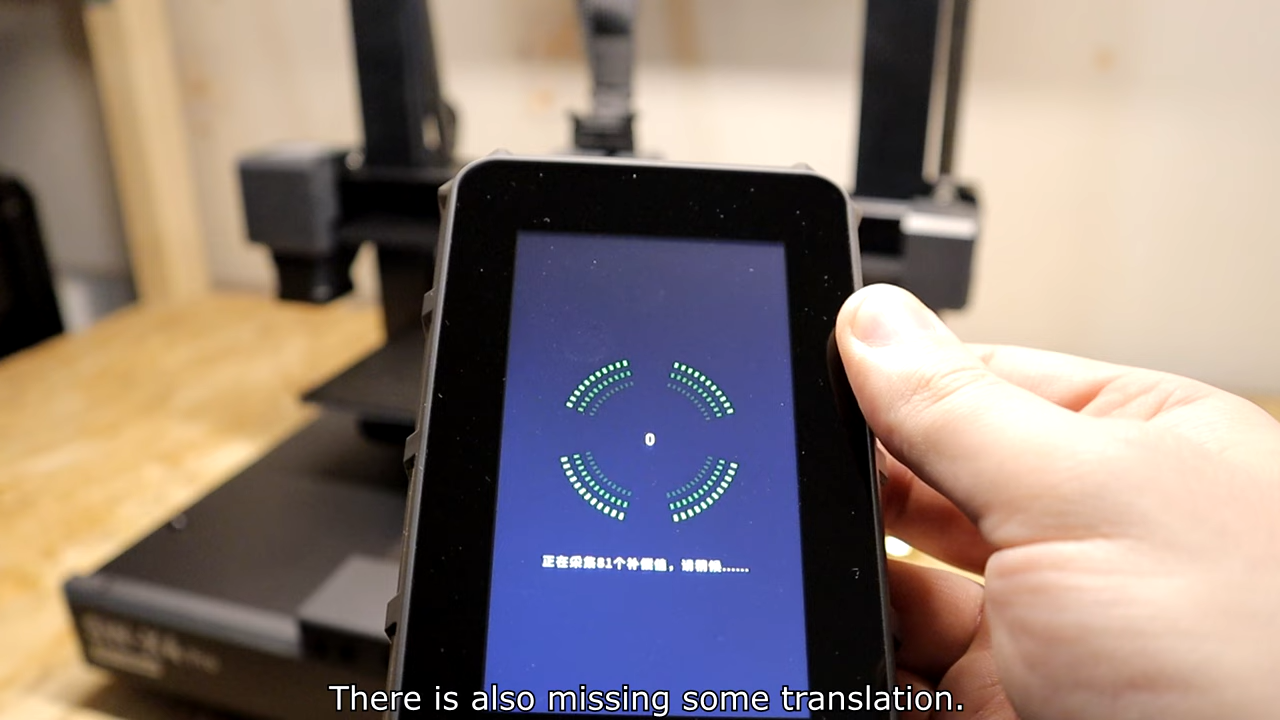 0
正在采集81个补偿值，请稍候......
There is also missing some translation.